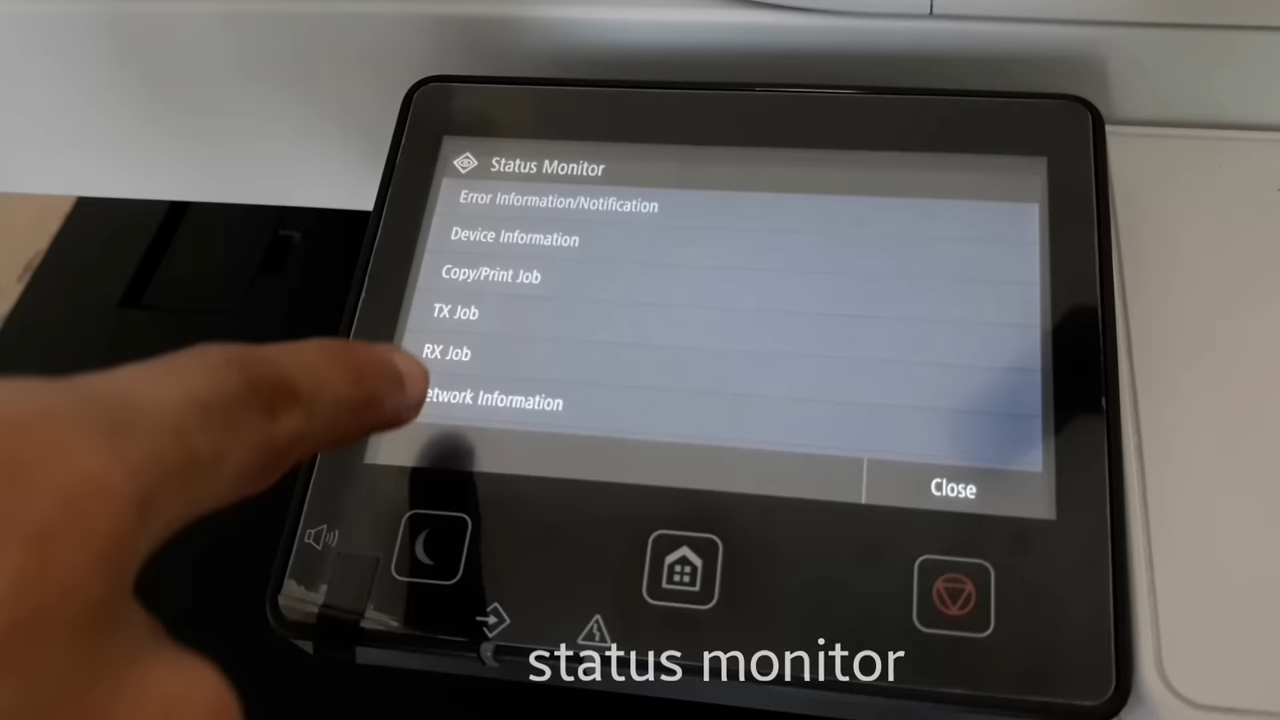 Status Monitor
Error Information/Notification
Device Information
Copy/Print Job
TX Job
RX Job
etwork Information
Close
status monitor